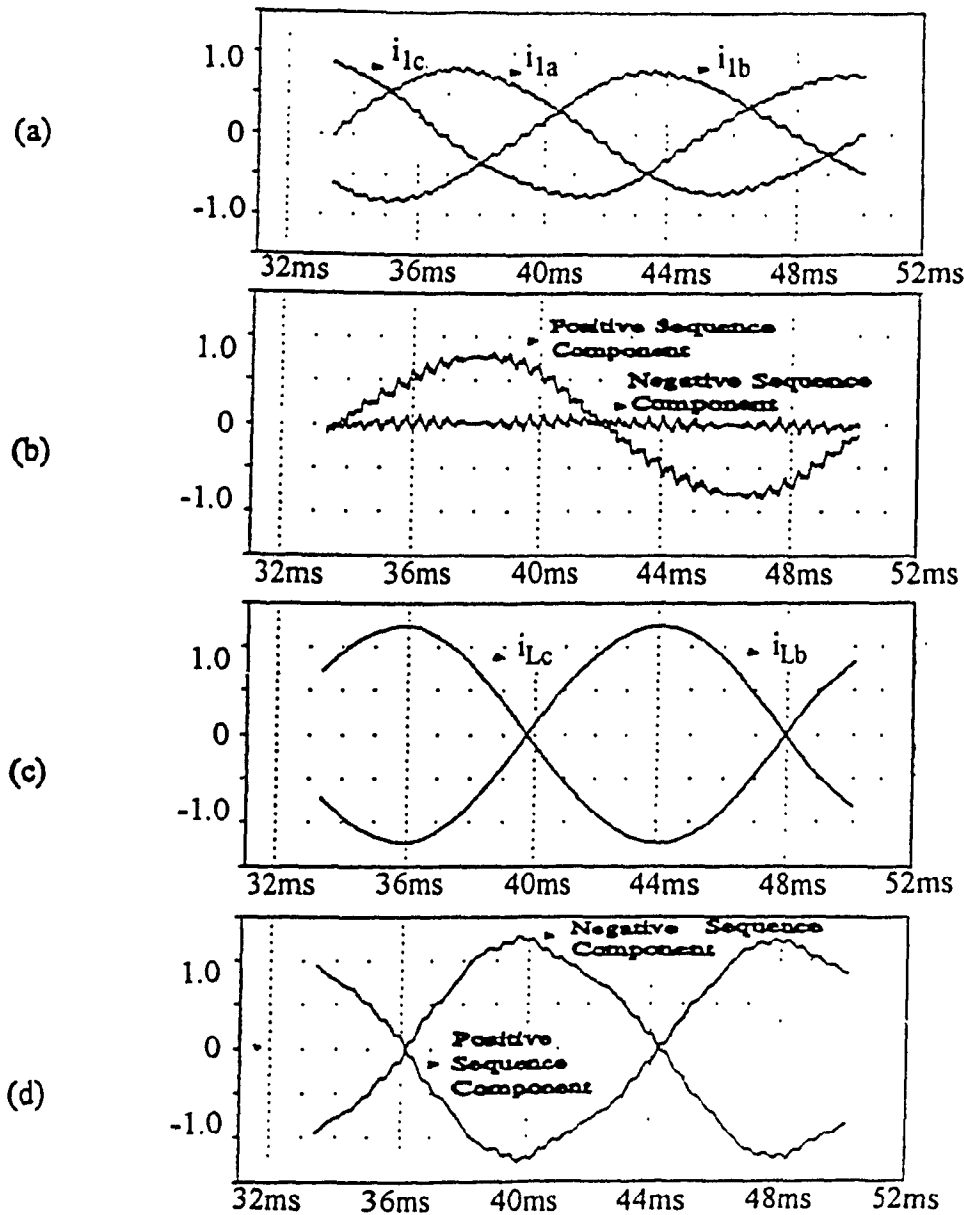 (a)
1.0
0
-1.0
i1c
i1a
i1b
32ms 36ms 40ms 44ms 48ms 52ms
(b)
1.0
0
-1.0
Positive Sequence
Component
Negative Sequence
Component
32ms 36ms 40ms 44ms 48ms 52ms
(c)
1.0
0
-1.0
iLc
iLb
32ms 36ms 40ms 44ms 48ms 52ms
(d)
1.0
0
-1.0
Negative Sequence
Component
Positive
Sequence
Component
32ms 36ms 40ms 44ms 48ms 52ms